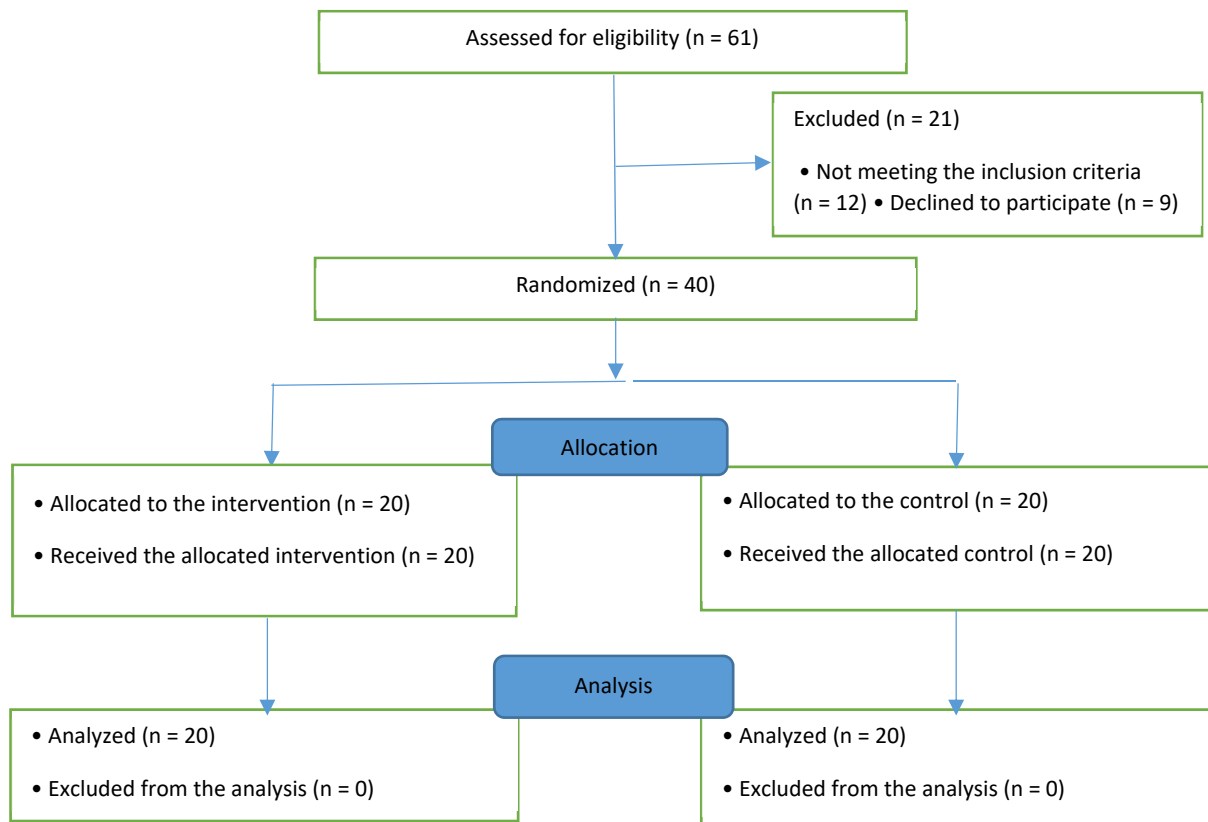 Assessed for eligibility (n = 61)
Excluded (n = 21)
• Not meeting the inclusion criteria
(n = 12) • Declined to participate (n = 9)
Randomized (n = 40)
Allocation
• Allocated to the intervention (n = 20)
• Received the allocated intervention (n = 20)
• Allocated to the control (n = 20)
• Received the allocated control (n = 20)
Analysis
• Analyzed (n = 20)
• Excluded from the analysis (n = 0)
• Analyzed (n = 20)
• Excluded from the analysis (n = 0)